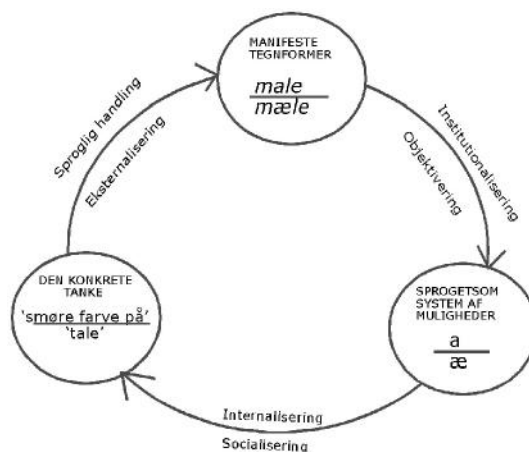 MANIFESTE
TEGNFORMER
male
mæle
Sproglig handling
Eksternalisering
Institutionalisering
Objektivering
DEN KONKRETE
TANKE
'smøre farve på'
'tale'
SPROGETSOM
SYSTEM AF
MULIGHEDER
a
æ
Internalisering
Socialisering